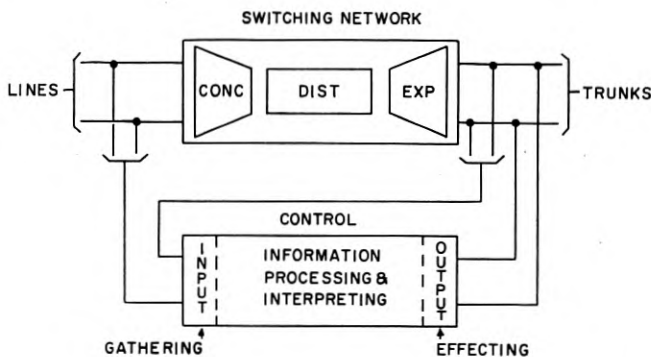 SWITCHING NETWORK
LINES
CONC
DIST
EXP
TRUNKS
CONTROL
INPUT
INFORMATION
PROCESSING &
INTERPRETING
OUTPUT
GATHERING
EFFECTING